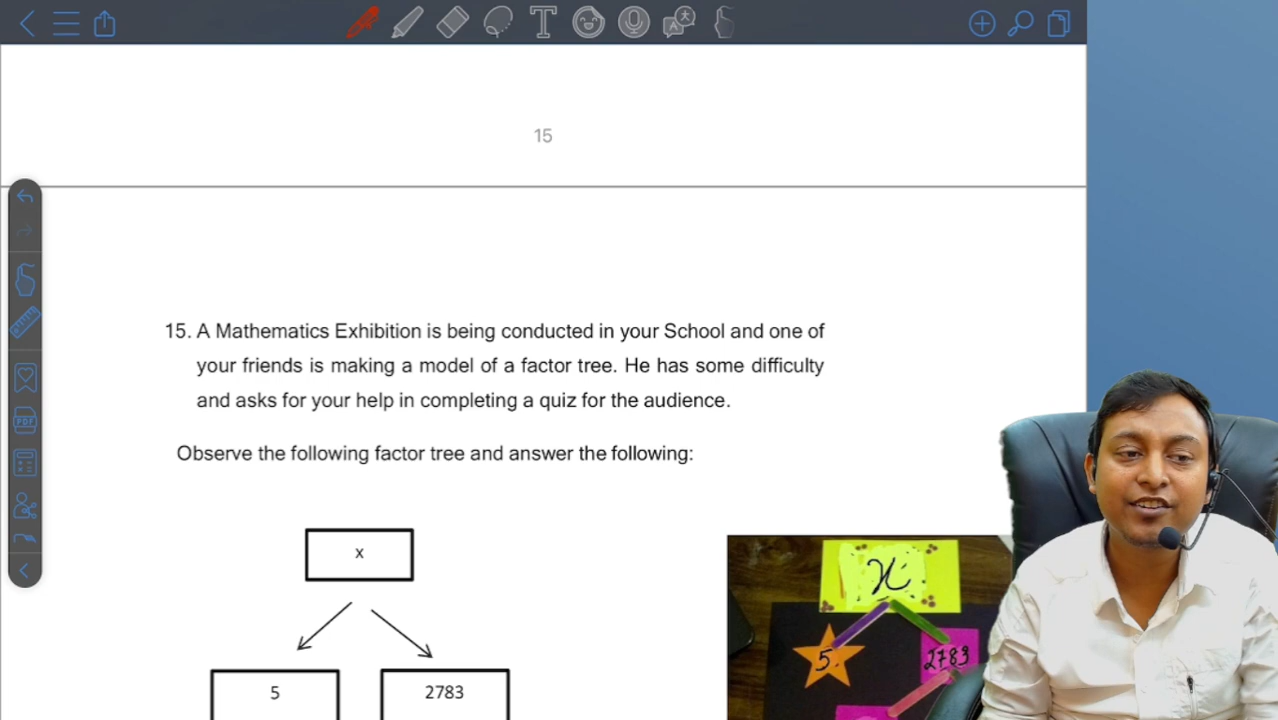 15
15. A Mathematics Exhibition is being conducted in your School and one of
your friends is making a model of a factor tree. He has some difficulty
and asks for your help in completing a quiz for the audience.
Observe the following factor tree and answer the following:
x
5
2783
x
5
2783